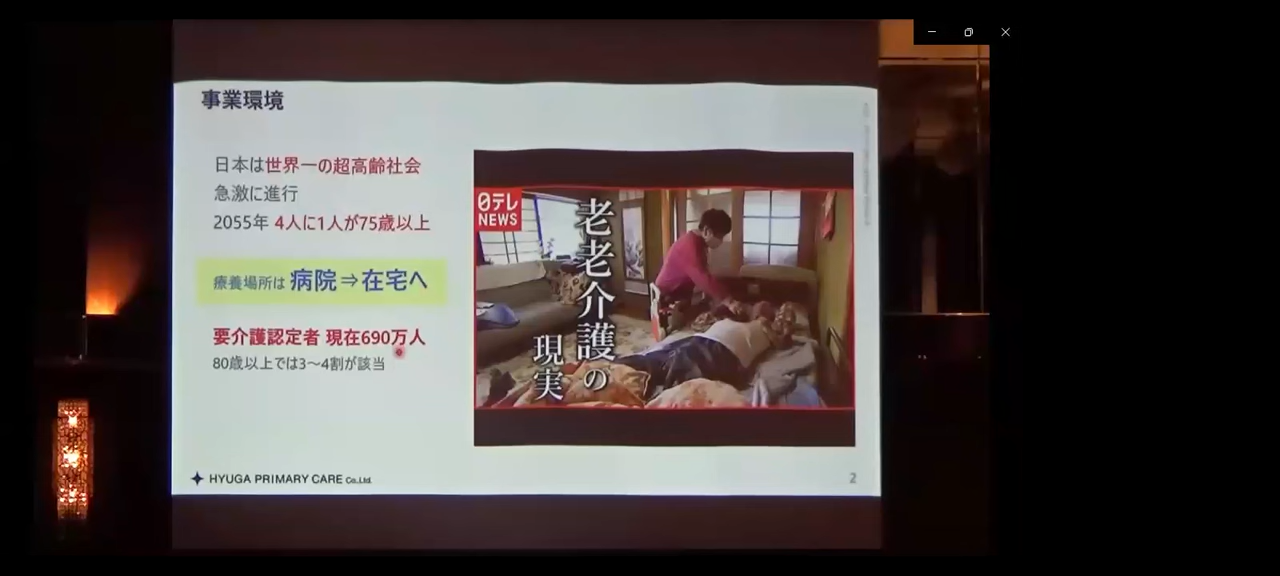 事業環境
日本は世界一の超高齢社会
急激に進行
2055年 4人に1人が75歳以上
療養場所は 病院⇒在宅へ
要介護認定者 現在690万人
80歳以上では3〜4割が該当
日テレ
NEWS
老老介護の
現実
HYUGA PRIMARY CARE Co.,Ltd.
2